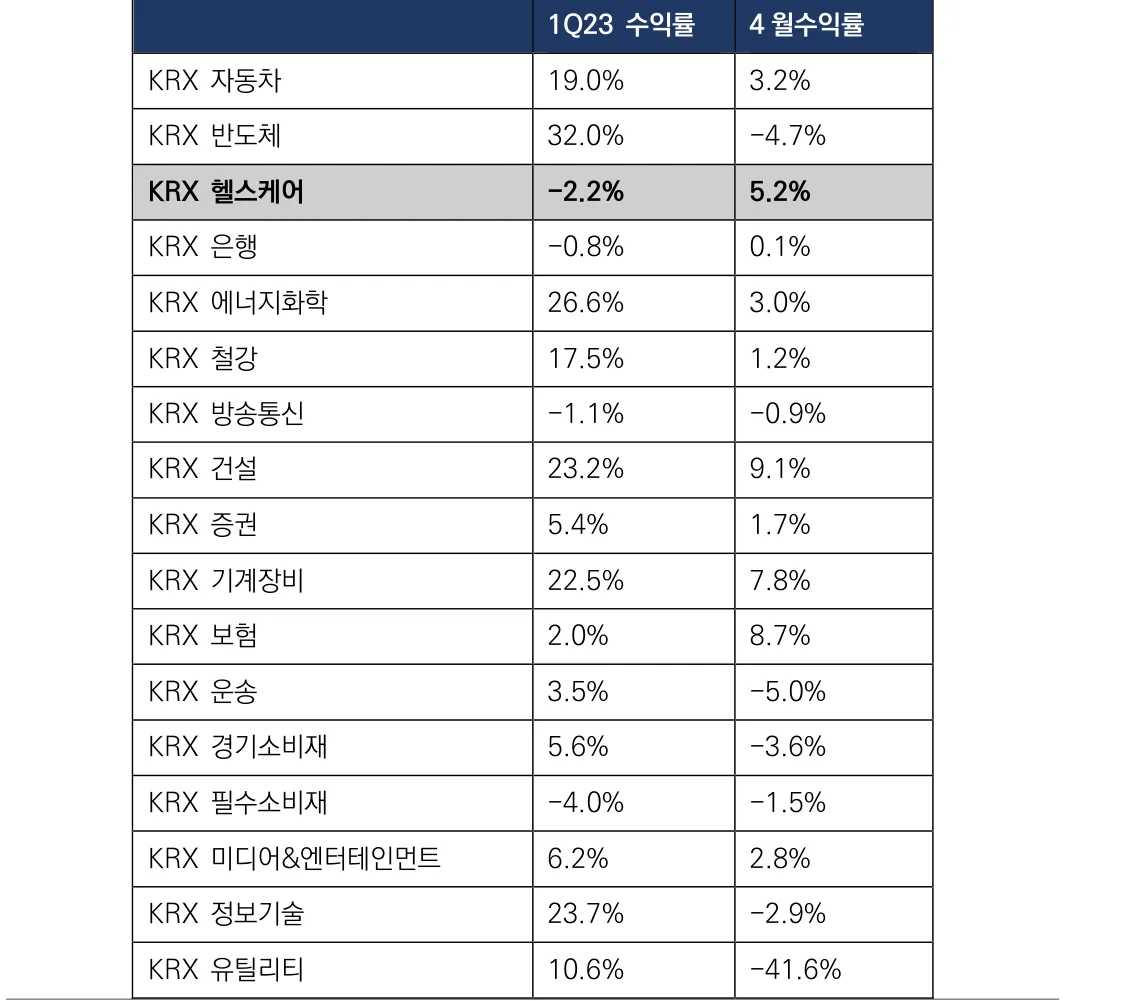 1Q23 수익률 4월수익률
KRX 자동차 19.0% 3.2%
KRX 반도체 32.0% -4.7%
KRX 헬스케어 -2.2% 5.2%
KRX 은행 -0.8% 0.1%
KRX 에너지화학 26.6% 3.0%
KRX 철강 17.5% 1.2%
KRX 방송통신 -1.1% -0.9%
KRX 건설 23.2% 9.1%
KRX 증권 5.4% 1.7%
KRX 기계장비 22.5% 7.8%
KRX 보험 2.0% 8.7%
KRX 운송 3.5% -5.0%
KRX 경기소비재 5.6% -3.6%
KRX 필수소비재 -4.0% -1.5%
KRX 미디어&엔터테인먼트 6.2% 2.8%
KRX 정보기술 23.7% -2.9%
KRX 유틸리티 10.6% -41.6%